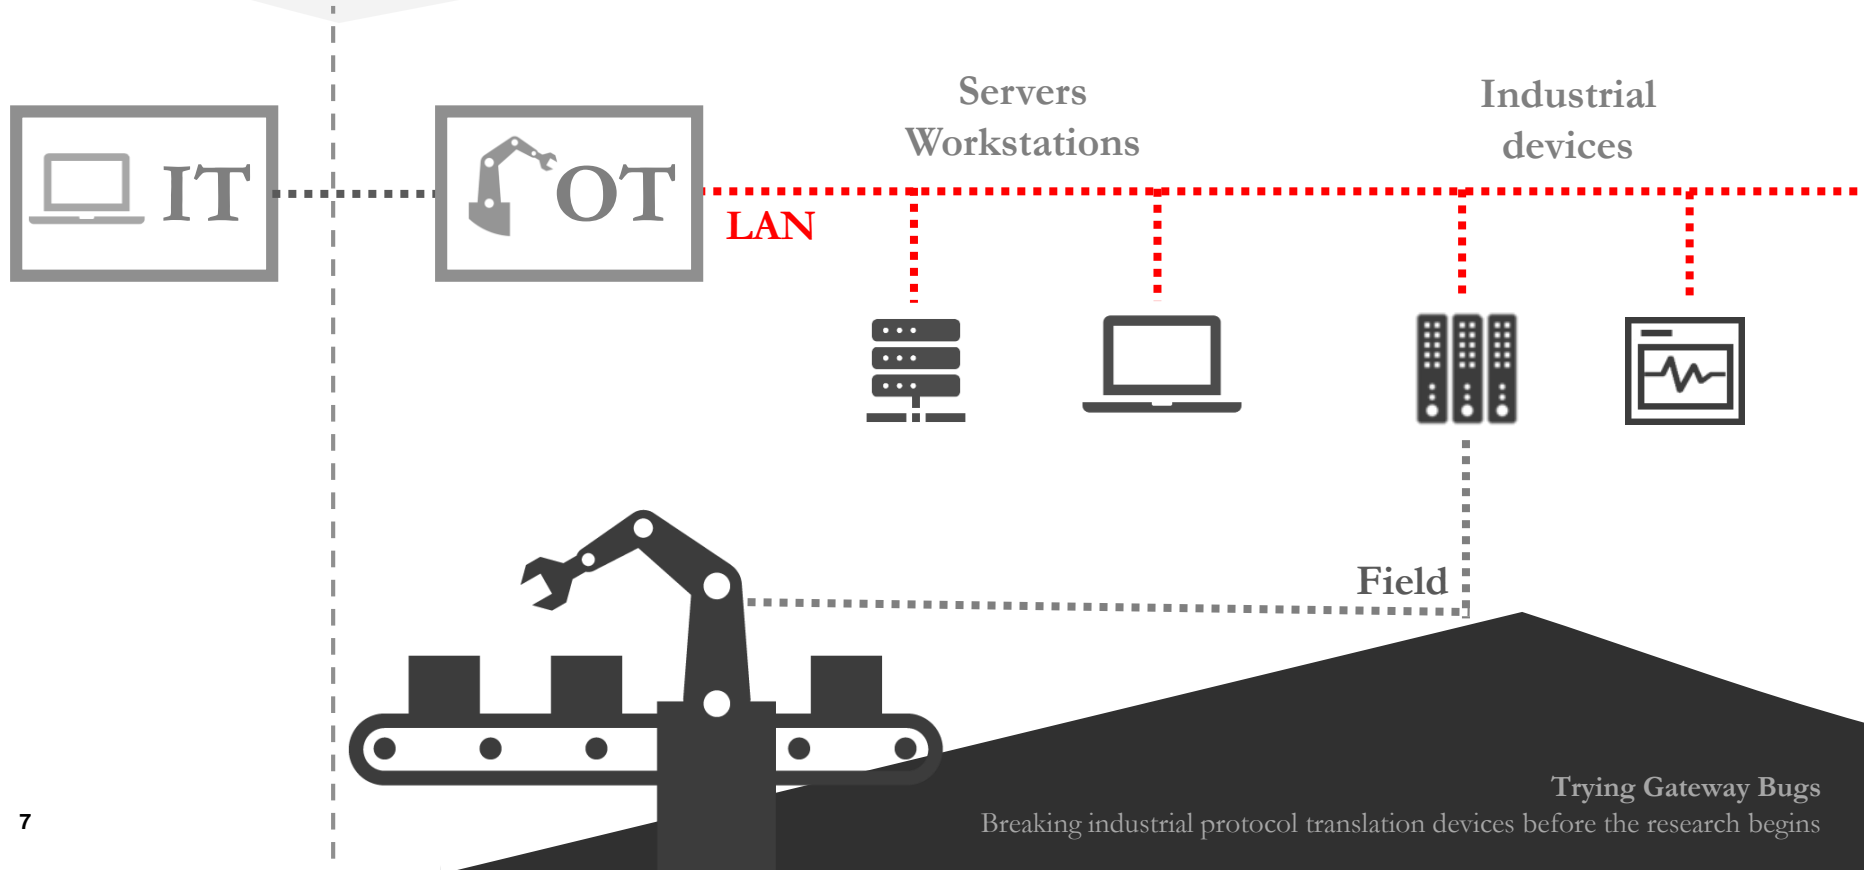 Servers
Workstations
Industrial
devices
IT
OT
LAN
Field
Trying Gateway Bugs
Breaking industrial protocol translation devices before the research begins
7